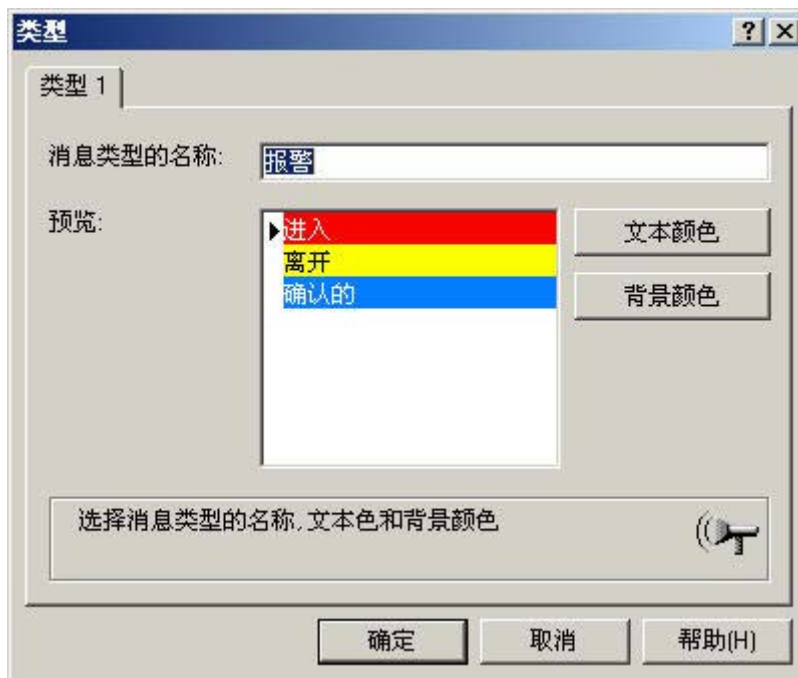 类型
类型 1
消息类型的名称:
报警
预览:
进入
离开
确认的
文本颜色
背景颜色
选择消息类型的名称,文本色和背景颜色
确定
取消
帮助(H)